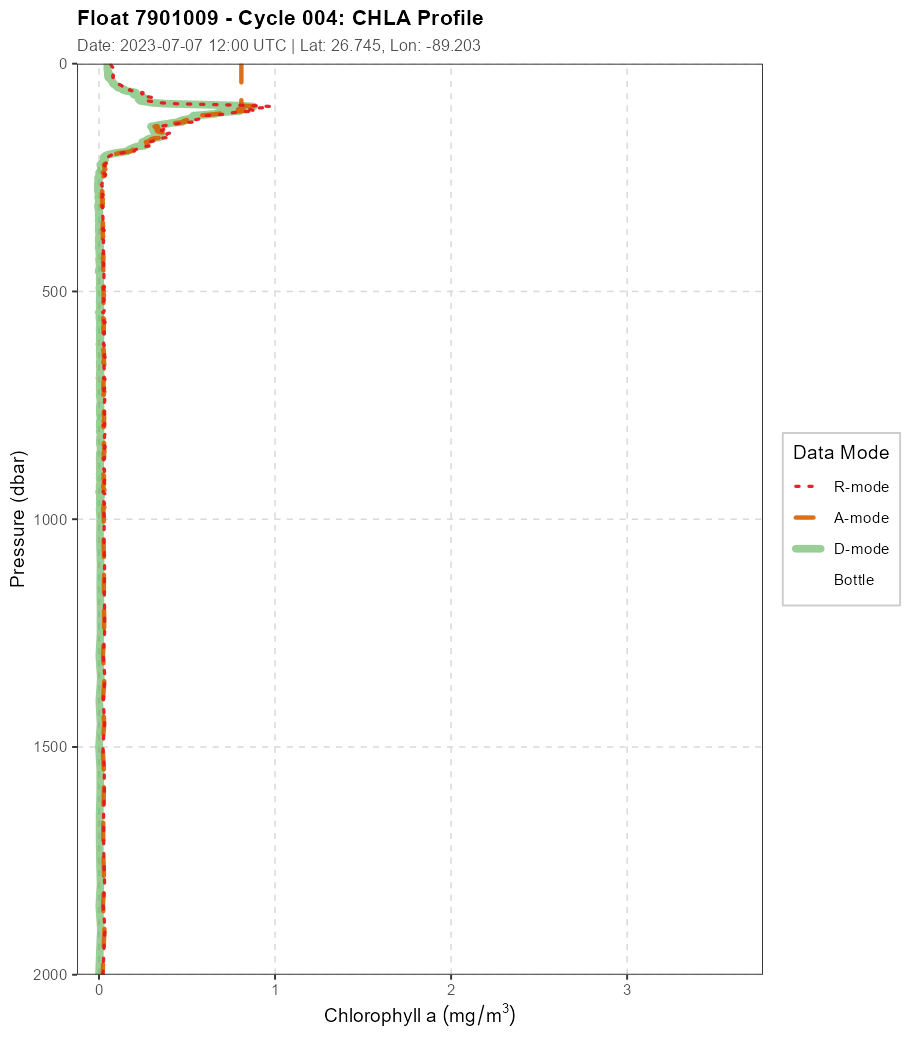 Float 7901009 - Cycle 004: CHLA Profile
Date: 2023-07-07 12:00 UTC | Lat: 26.745, Lon: -89.203
0
500
1000
1500
2000
Pressure (dbar)
0 1 2 3
Chlorophyll a (mg/m³)
Data Mode
R-mode
A-mode
D-mode
Bottle